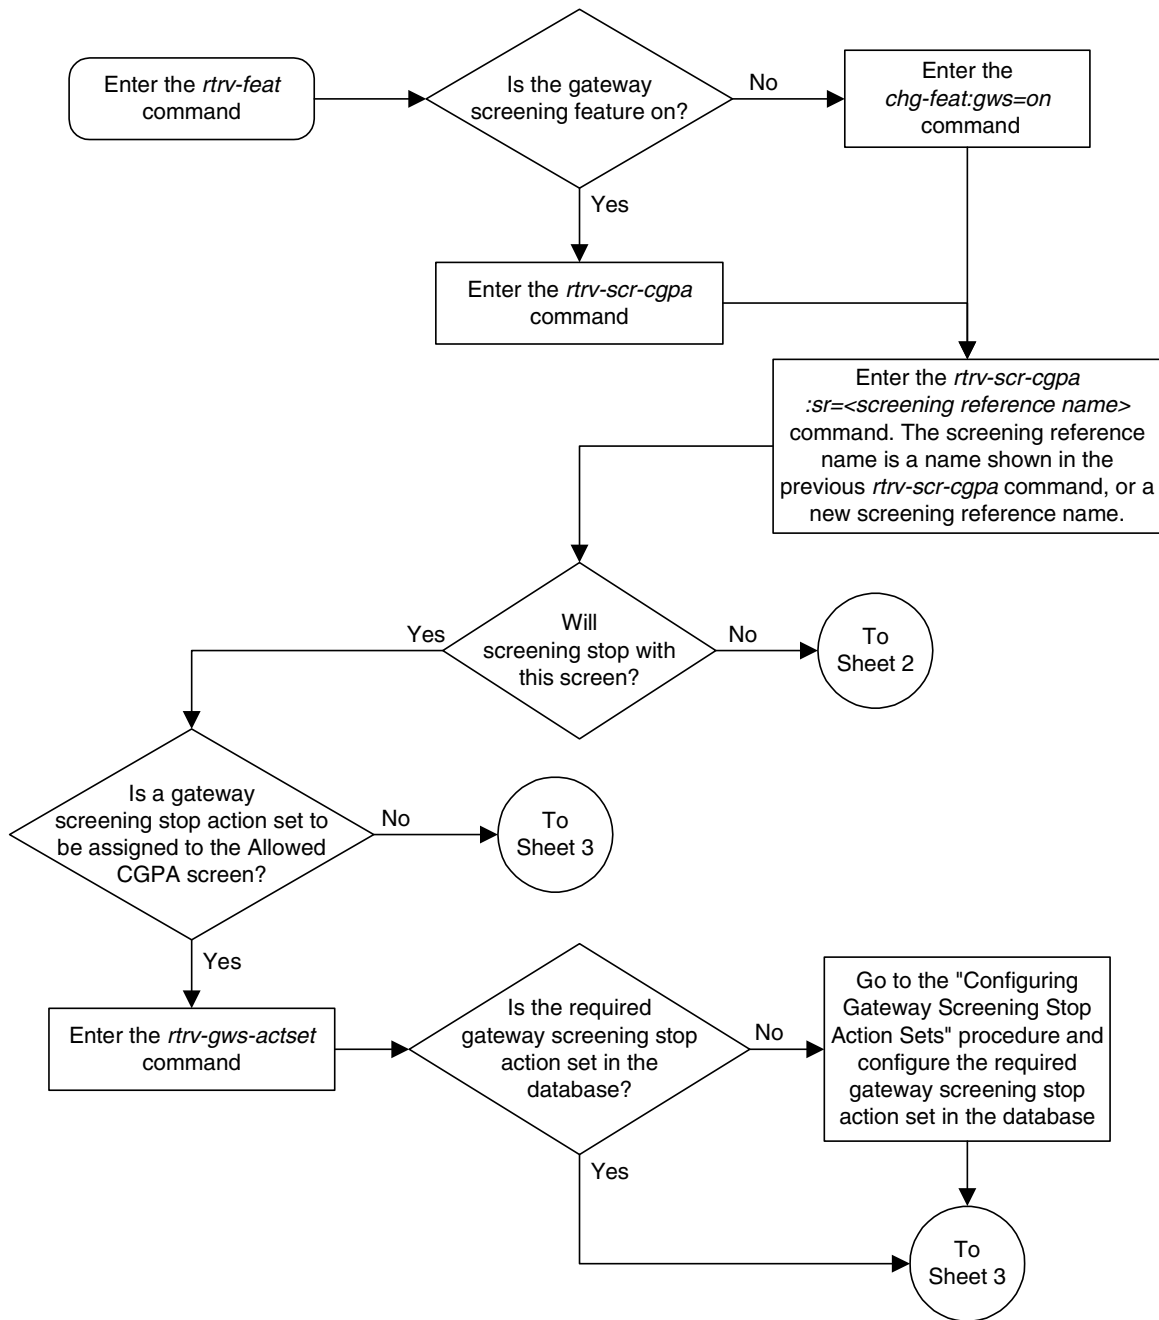 Enter the rtrv-feat
command
Is the gateway
screening feature on?
No
Enter the
chg-feat:gws=on
command
Yes
Enter the rtrv-scr-cgpa
command
Enter the rtrv-scr-cgpa
:sr=<screening reference name>
command. The screening reference
name is a name shown in the
previous rtrv-scr-cgpa command, or a
new screening reference name.
Will
screening stop with
this screen?
Yes
No
To
Sheet 2
Is a gateway
screening stop action set to
be assigned to the Allowed
CGPA screen?
No
To
Sheet 3
Yes
Enter the rtrv-gws-actset
command
Is the required
gateway screening stop
action set in the
database?
No
Go to the "Configuring
Gateway Screening Stop
Action Sets" procedure and
configure the required
gateway screening stop
action set in the database
Yes
To
Sheet 3